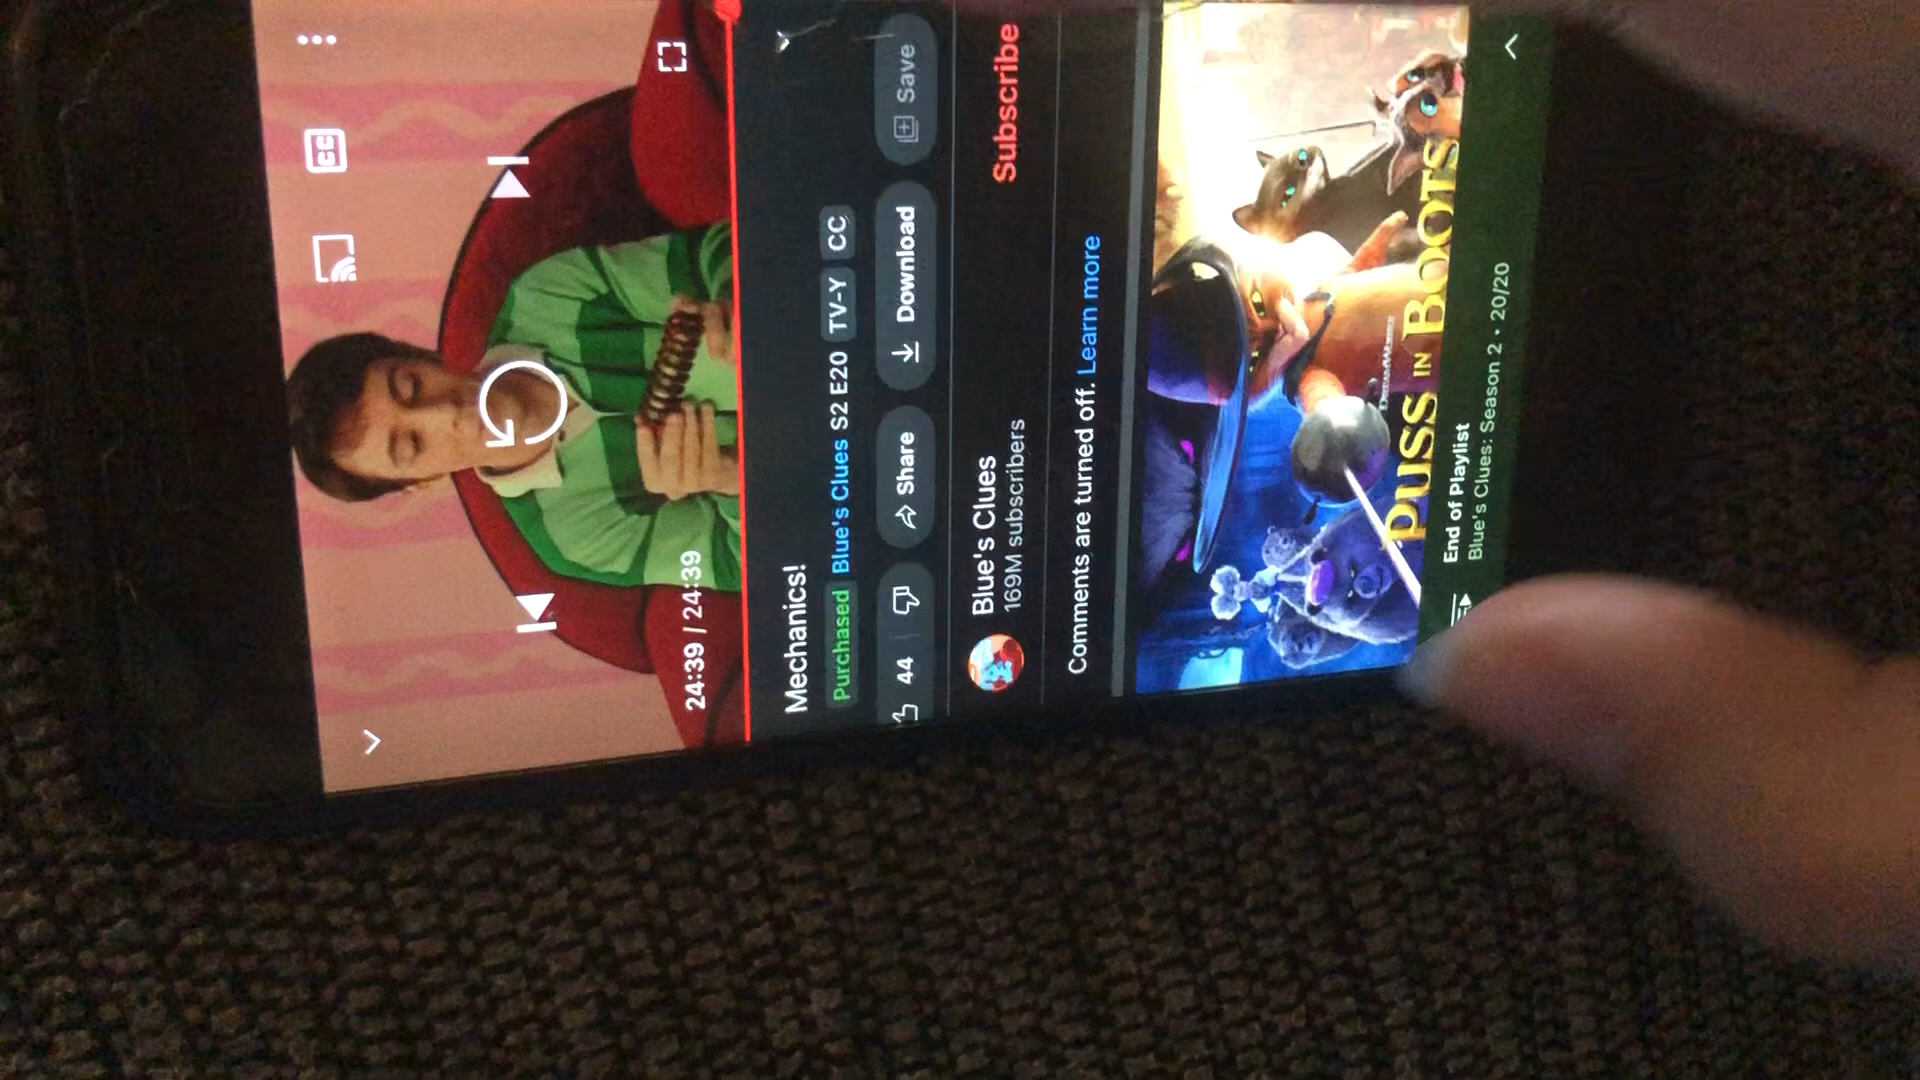 CC
24:39 / 24:39
Mechanics!
Purchased Blue's Clues S2 E20 TV-Y CC
44 Share Download Save
Blue's Clues
169M subscribers
Subscribe
Comments are turned off. Learn more
DREAMWORKS
PUSS IN BOOTS
End of Playlist
Blue's Clues: Season 2 • 20/20